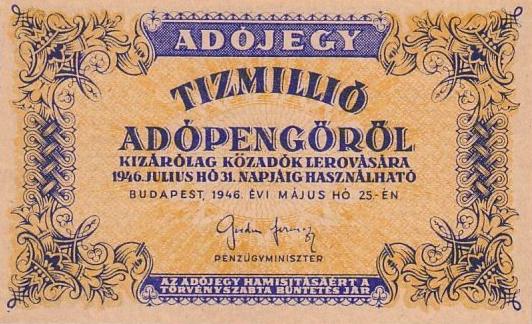 ADÓJEGY
TIZMILLIÓ
ADÓPENGŐRŐL
KIZÁRÓLAG KÖZADÓK LEROVÁSÁRA
1946. JULIUS HÓ 31. NAPJÁIG HASZNÁLHATÓ
BUDAPEST, 1946. ÉVI MÁJUS HÓ 25-ÉN
PÉNZÜGYMINISZTER
AZ ADÓJEGY HAMISITÁSÁÉRT A
TÖRVÉNYSZABTA BÜNTETÉS JÁR